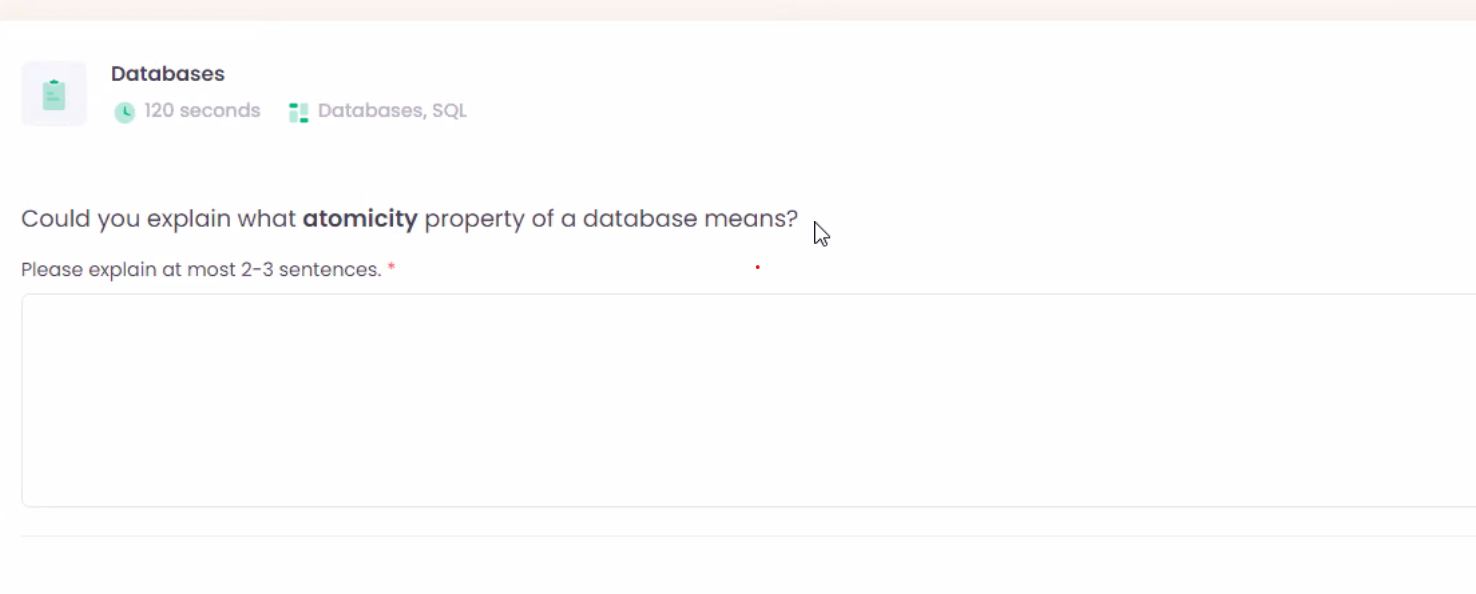 Databases
120 seconds Databases, SQL
Could you explain what atomicity property of a database means?
Please explain at most 2-3 sentences. *